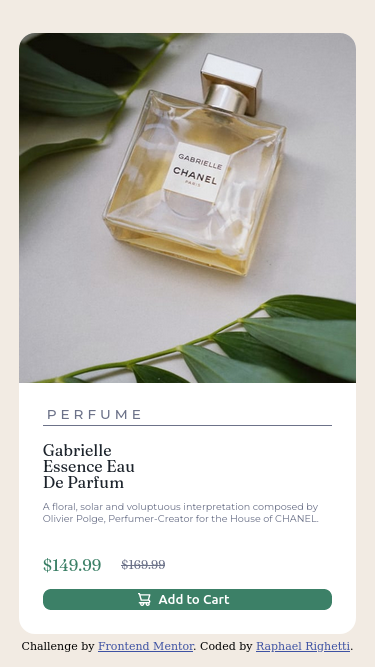 GABRIELLE
CHANEL
PARIS
PERFUME
Gabrielle
Essence Eau
De Parfum
A floral, solar and voluptuous interpretation composed by
Olivier Polge, Perfumer-Creator for the House of CHANEL.
$149.99 $169.99
Add to Cart
Challenge by Frontend Mentor. Coded by Raphael Righetti.